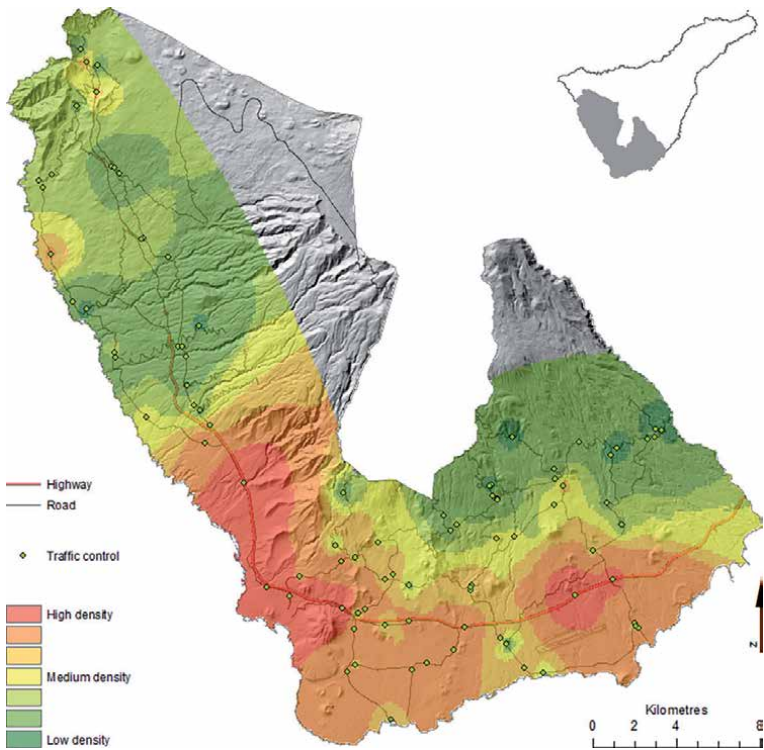 Highway
Road
Traffic control
High density
Medium density
Low density
Kilometres
0 2 4 8
N